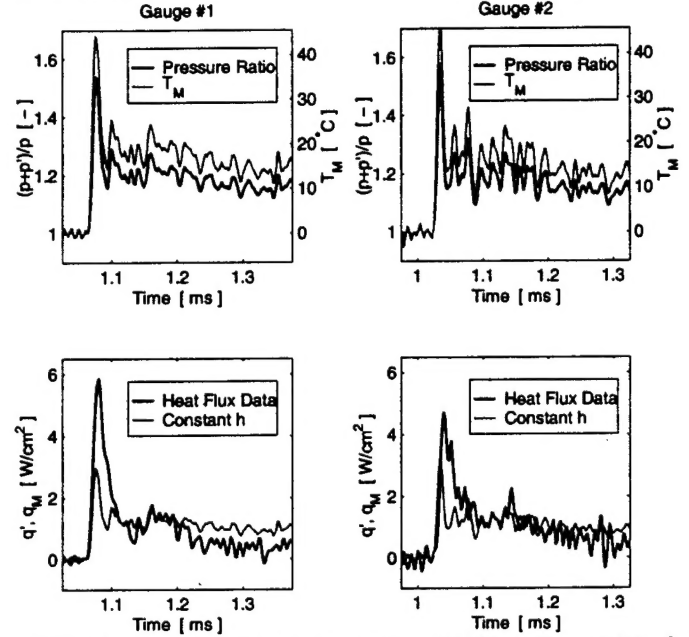 Gauge #1
Gauge #2
(p+p')/p [ – ]
1.6
1.4
1.2
1
Pressure Ratio
T_M
40
30
20
10
0
T_M [ °C ]
1.1 1.2 1.3
Time [ ms ]
(p+p')/p [ – ]
1.6
1.4
1.2
1
Pressure Ratio
T_M
40
30
20
10
0
T_M [ °C ]
1 1.1 1.2 1.3
Time [ ms ]
q', q_M [ W/cm² ]
6
4
2
0
Heat Flux Data
Constant h
1.1 1.2 1.3
Time [ ms ]
q', q_M [ W/cm² ]
6
4
2
0
Heat Flux Data
Constant h
1 1.1 1.2 1.3
Time [ ms ]